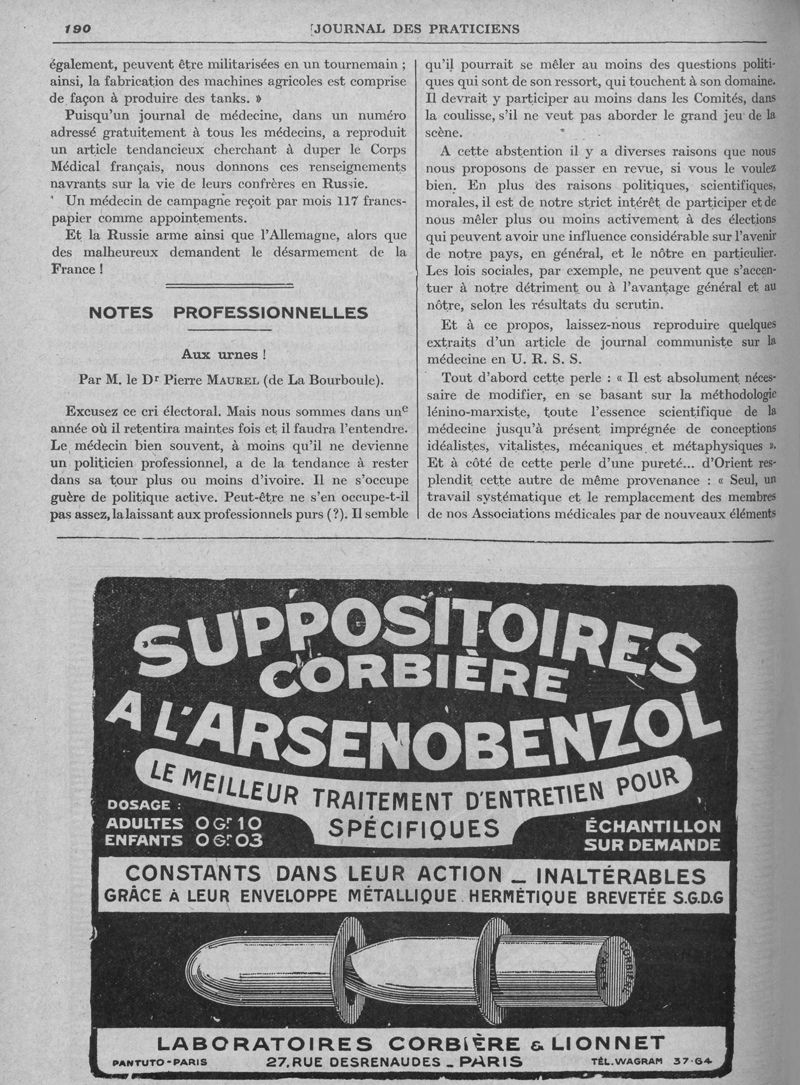 190
JOURNAL DES PRATICIENS
également, peuvent être militarisées en un tournemain ;
ainsi, la fabrication des machines agricoles est comprise
de façon à produire des tanks. »
Puisqu'un journal de médecine, dans un numéro
adressé gratuitement à tous les médecins, a reproduit
un article tendancieux cherchant à duper le Corps
Médical français, nous donnons ces renseignements
navrants sur la vie de leurs confrères en Russie.
Un médecin de campagne reçoit par mois 117 francs-
papier comme appointements.
Et la Russie arme ainsi que l'Allemagne, alors que
des malheureux demandent le désarmement de la
France !
NOTES PROFESSIONNELLES
Aux urnes !
Par M. le Dr Pierre MAUREL (de La Bourboule).
Excusez ce cri électoral. Mais nous sommes dans une
année où il retentira maintes fois et il faudra l'entendre.
Le médecin bien souvent, à moins qu'il ne devienne
un politicien professionnel, a de la tendance à rester
dans sa tour plus ou moins d'ivoire. Il ne s'occupe
guère de politique active. Peut-être ne s'en occupe-t-il
pas assez, la laissant aux professionnels purs (?). Il semble
qu'il pourrait se mêler au moins des questions politi-
ques qui sont de son ressort, qui touchent à son domaine.
Il devrait y participer au moins dans les Comités, dans
la coulisse, s'il ne veut pas aborder le grand jeu de la
scène.
A cette abstention il y a diverses raisons que nous
nous proposons de passer en revue, si vous le voulez
bien. En plus des raisons politiques, scientifiques,
morales, il est de notre strict intérêt de participer et de
nous mêler plus ou moins activement à des élections
qui peuvent avoir une influence considérable sur l'avenir
de notre pays, en général, et le nôtre en particulier.
Les lois sociales, par exemple, ne peuvent que s'accen-
tuer à notre détriment ou à l'avantage général et au
nôtre, selon les résultats du scrutin.
Et à ce propos, laissez-nous reproduire quelques
extraits d'un article de journal communiste sur la
médecine en U. R. S. S.
Tout d'abord cette perle : « Il est absolument néces-
saire de modifier, en se basant sur la méthodologie
lénino-marxiste, toute l'essence scientifique de la
médecine jusqu'à présent imprégnée de conceptions
idéalistes, vitalistes, mécaniques et métaphysiques ».
Et à côté de cette perle d'une pureté... d'Orient res-
plendit cette autre de même provenance : « Seul, un
travail systématique et le remplacement des membres
de nos Associations médicales par de nouveaux éléments
SUPPOSITOIRES
CORBIÈRE
A L'ARSENOBENZOL
LE MEILLEUR TRAITEMENT D'ENTRETIEN POUR
SPÉCIFIQUES
DOSAGE :
ADULTES 0Gr10
ENFANTS 0Gr03
ÉCHANTILLON
SUR DEMANDE
CONSTANTS DANS LEUR ACTION _ INALTÉRABLES
GRÂCE A LEUR ENVELOPPE MÉTALLIQUE HERMÉTIQUE BREVETÉE S.G.D.G
CORBIÈRE
PARIS
LABORATOIRES CORBIÈRE & LIONNET
PANTUTO-PARIS 27, RUE DESRENAUDES _ PARIS TÉL. WAGRAM 37-64